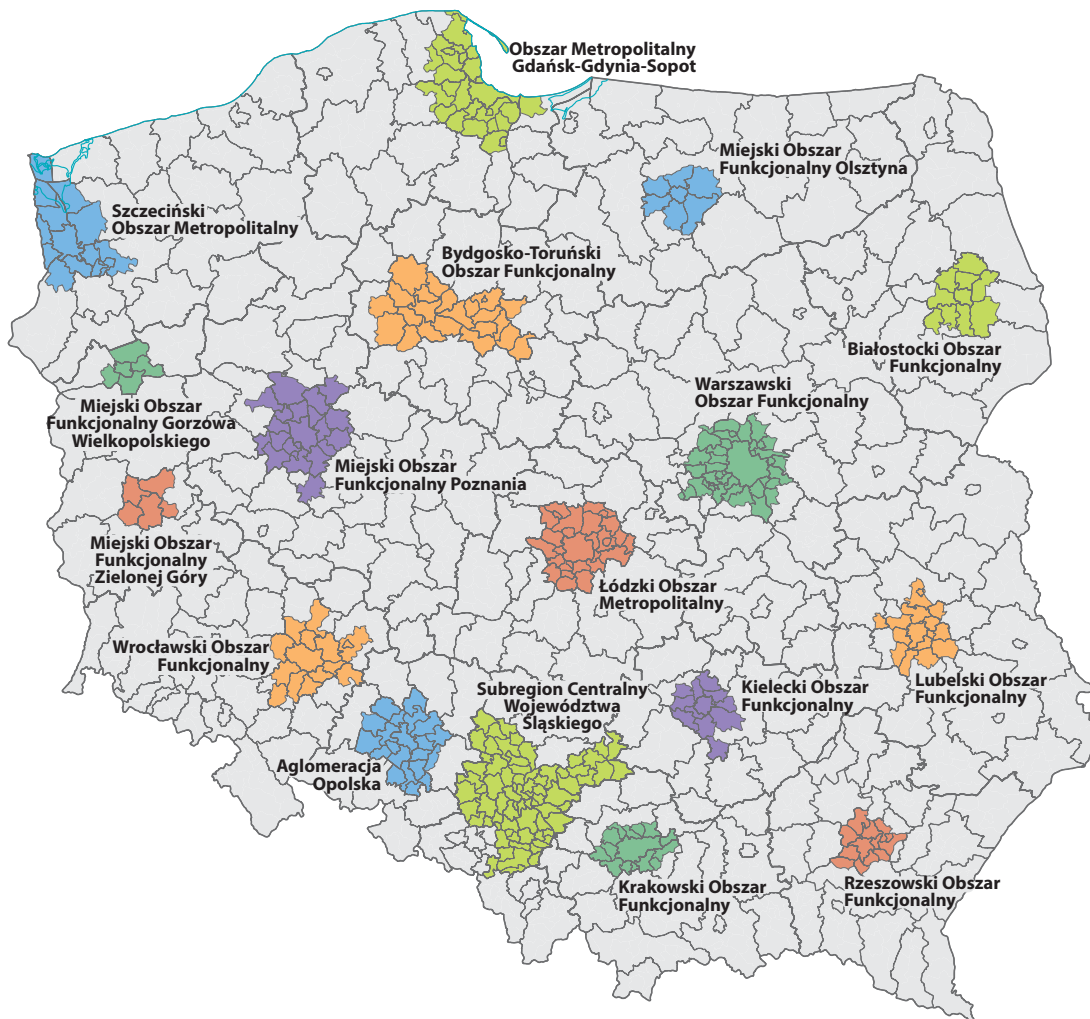 Obszar Metropolitalny
Gdańsk-Gdynia-Sopot
Miejski Obszar
Funkcjonalny Olsztyna
Szczeciński
Obszar Metropolitalny
Bydgosko-Toruński
Obszar Funkcjonalny
Białostocki Obszar
Funkcjonalny
Warszawski
Obszar Funkcjonalny
Miejski Obszar
Funkcjonalny Gorzowa
Wielkopolskiego
Miejski Obszar
Funkcjonalny Poznania
Miejski Obszar
Funkcjonalny
Zielonej Góry
Łódzki Obszar
Metropolitalny
Wrocławski Obszar
Funkcjonalny
Lubelski Obszar
Funkcjonalny
Subregion Centralny
Województwa
Śląskiego
Kielecki Obszar
Funkcjonalny
Aglomeracja
Opolska
Krakowski Obszar
Funkcjonalny
Rzeszowski Obszar
Funkcjonalny